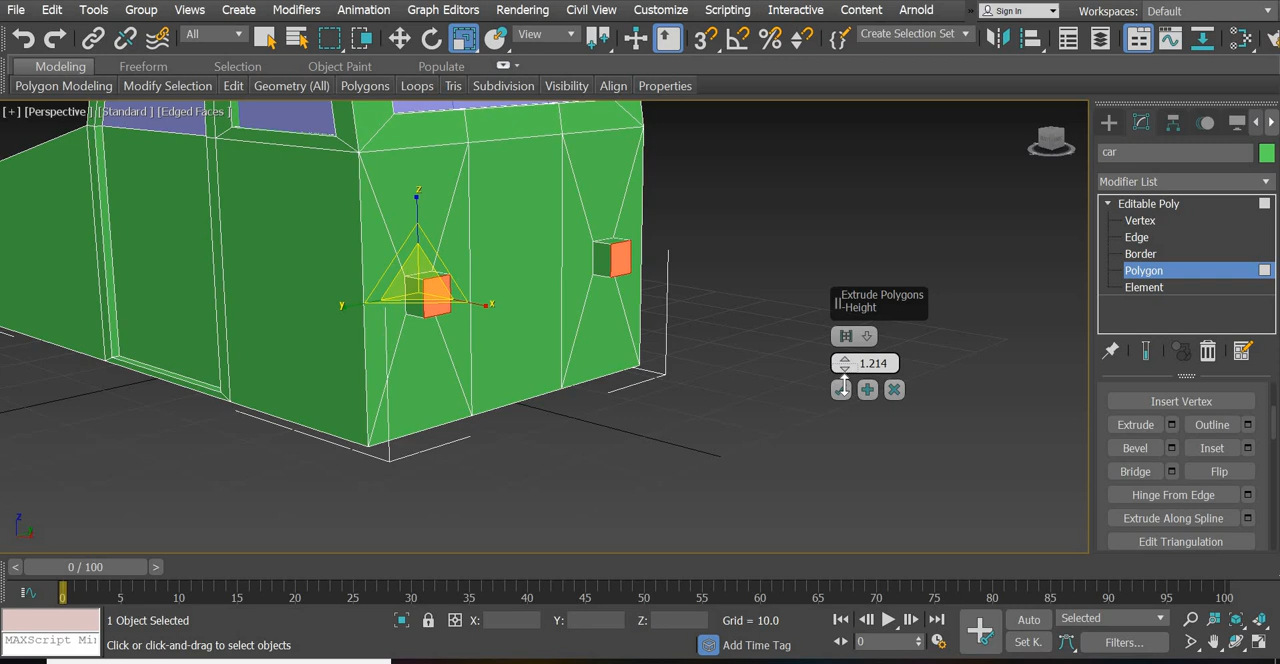 File Edit Tools Group Views Create Modifiers Animation Graph Editors Rendering Civil View Customize Scripting Interactive Content Arnold » Sign In Workspaces: Default
All View Create Selection Set
Modeling Freeform Selection Object Paint Populate
Polygon Modeling Modify Selection Edit Geometry (All) Polygons Loops Tris Subdivision Visibility Align Properties
[+] [Perspective ] [Standard ] [Edged Faces ]
car
Modifier List
Editable Poly
Vertex
Edge
Border
Polygon
Element
z
y
x
Extrude Polygons
-Height
1.214
Insert Vertex
Extrude Outline
Bevel Inset
Bridge Flip
Hinge From Edge
Extrude Along Spline
Edit Triangulation
z
< 0 / 100 >
0 5 10 15 20 25 30 35 40 45 50 55 60 65 70 75 80 85 90 95 100
1 Object Selected X: Y: Z: Grid = 10.0 Auto Selected
MAXScript Mi Click or click-and-drag to select objects Add Time Tag 0 Set K. Filters...